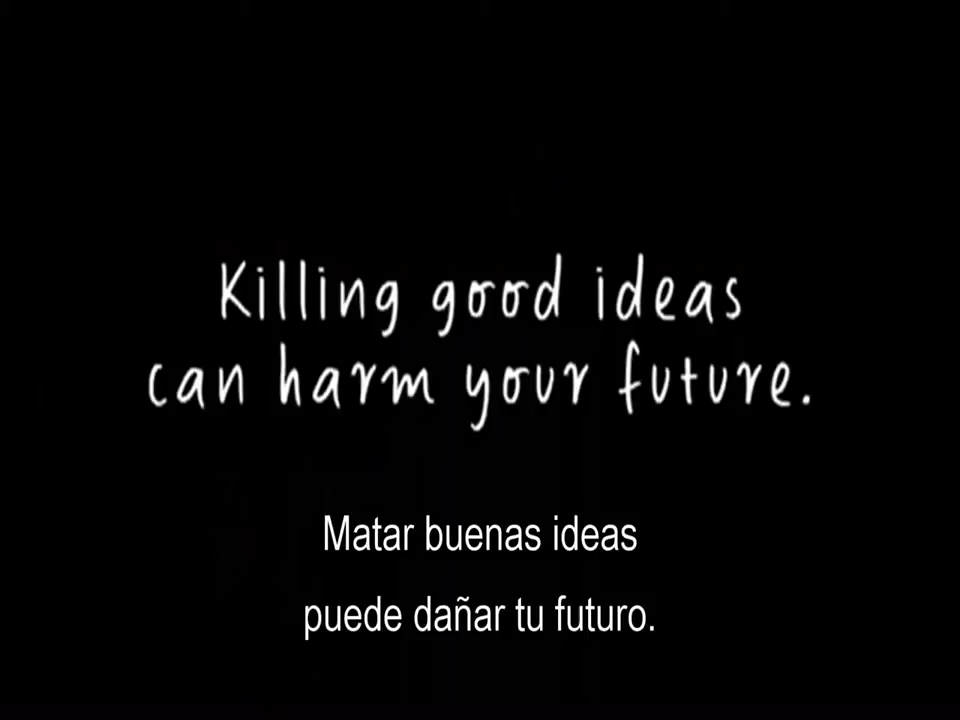 Killing good ideas
can harm your future.
Matar buenas ideas
puede dañar tu futuro.